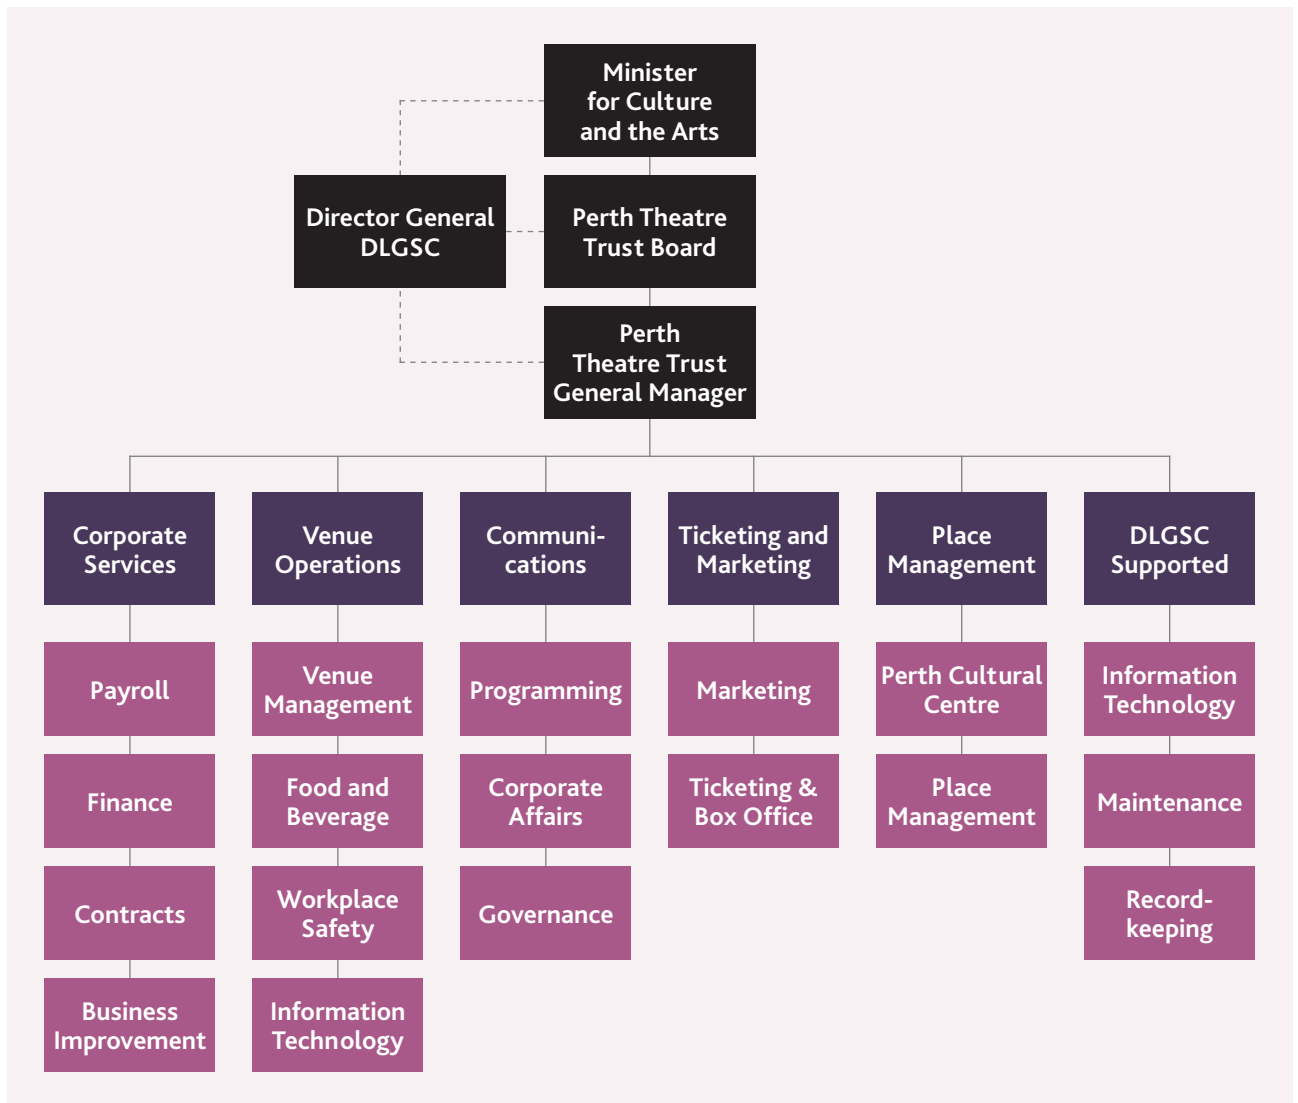 Minister
for Culture
and the Arts
Director General
DLGSC
Perth Theatre
Trust Board
Perth
Theatre Trust
General Manager
Corporate
Services
Venue
Operations
Communi-
cations
Ticketing and
Marketing
Place
Management
DLGSC
Supported
Payroll
Venue
Management
Programming
Marketing
Perth Cultural
Centre
Information
Technology
Finance
Food and
Beverage
Corporate
Affairs
Ticketing &
Box Office
Place
Management
Maintenance
Contracts
Workplace
Safety
Governance
Record-
keeping
Business
Improvement
Information
Technology